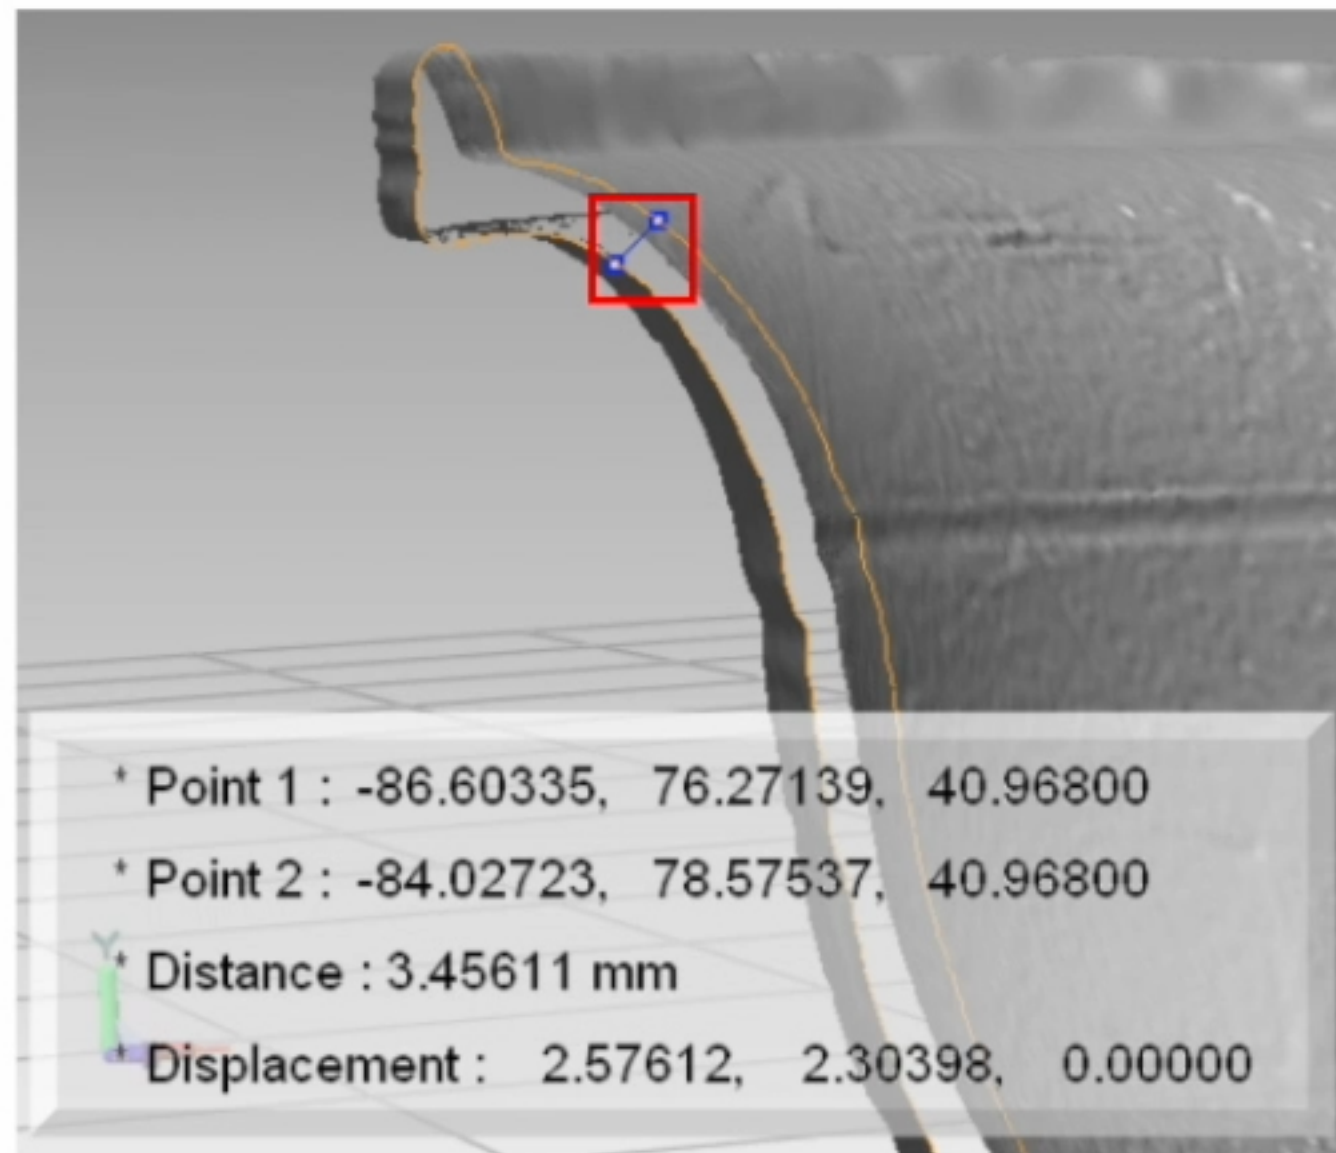 * Point 1 : -86.60335, 76.27139, 40.96800
* Point 2 : -84.02723, 78.57537, 40.96800
* Distance : 3.45611 mm
Y
* Displacement : 2.57612, 2.30398, 0.00000